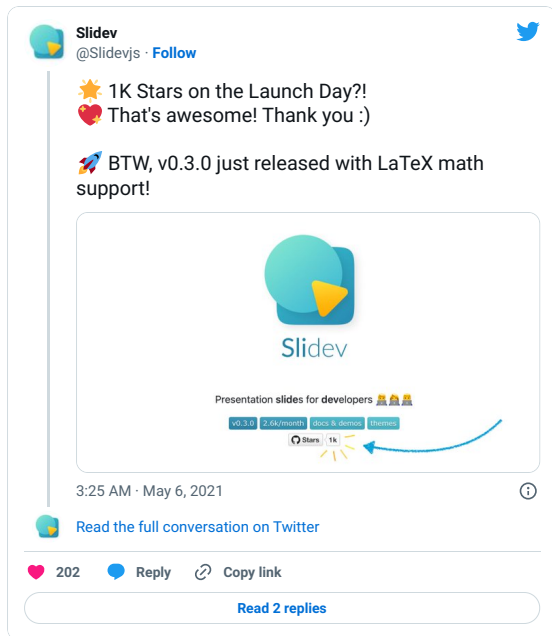 Slidev
@Slidevjs · Follow
🌟 1K Stars on the Launch Day?!
💖 That's awesome! Thank you :)
🚀 BTW, v0.3.0 just released with LaTeX math
support!
Slidev
Presentation slides for developers 🧑‍💻👩‍💻👨‍💻
v0.3.0 2.6k/month docs & demos themes
Stars 1k
3:25 AM · May 6, 2021
Read the full conversation on Twitter
202 Reply Copy link
Read 2 replies